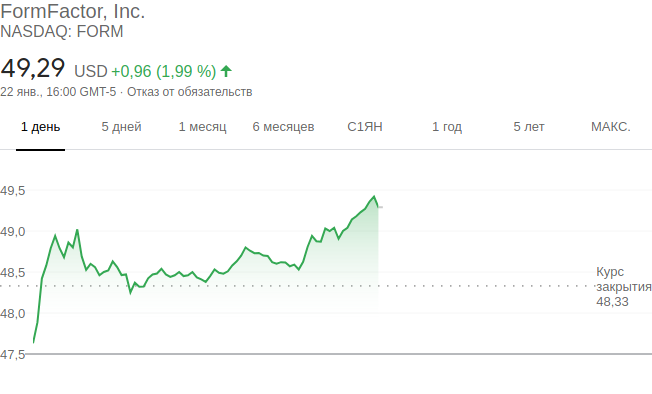 FormFactor, Inc.
NASDAQ: FORM
49,29 USD +0,96 (1,99 %)
22 янв., 16:00 GMT-5 · Отказ от обязательств
1 день 5 дней 1 месяц 6 месяцев С1ЯН 1 год 5 лет МАКС.
49,5
49,0
48,5
48,0
47,5
Курс
закрытия
48,33